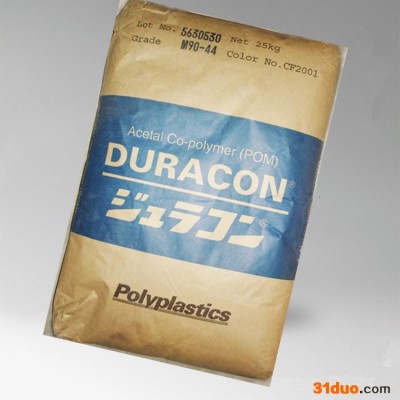 Lot No. 5630530 Net 25kg
Grade M90-44 Color No.CF2001
Acetal Co-polymer (POM)
DURACON®
ジュラコン®
Polyplastics
31duo.com